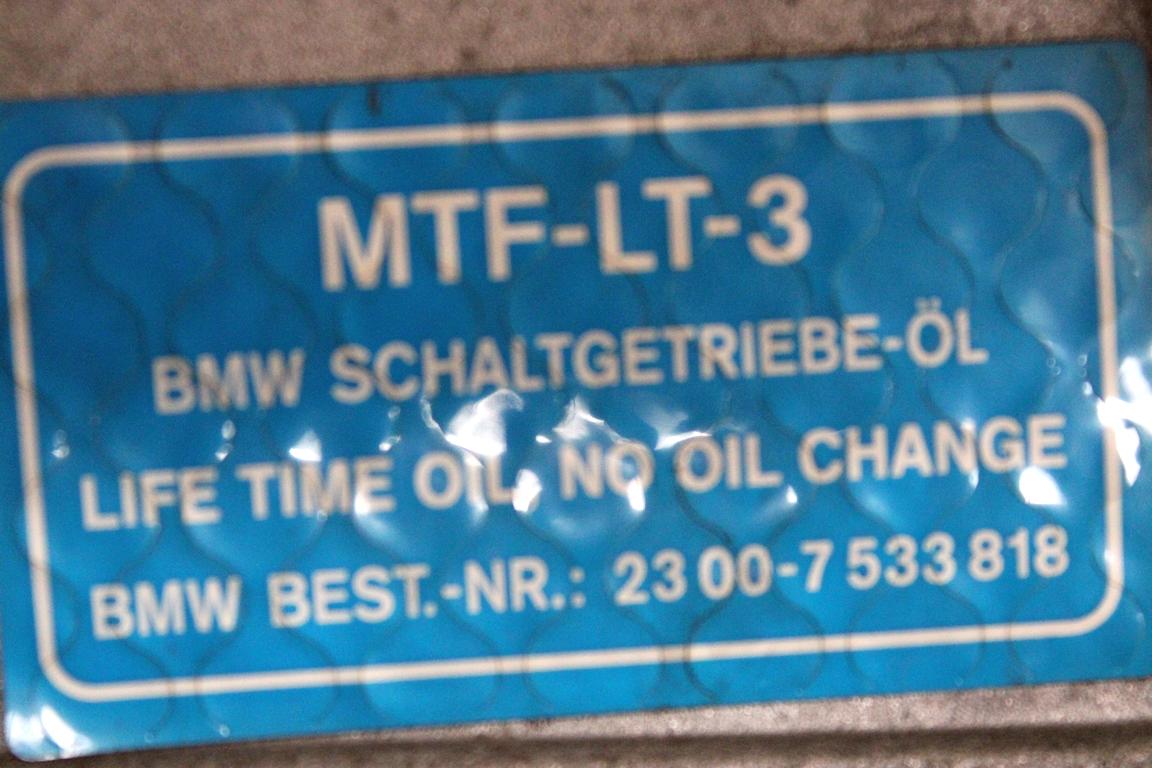 MTF-LT-3
BMW SCHALTGETRIEBE-ÖL
LIFE TIME OIL, NO OIL CHANGE
BMW BEST.-NR.: 23 00-7 533 818